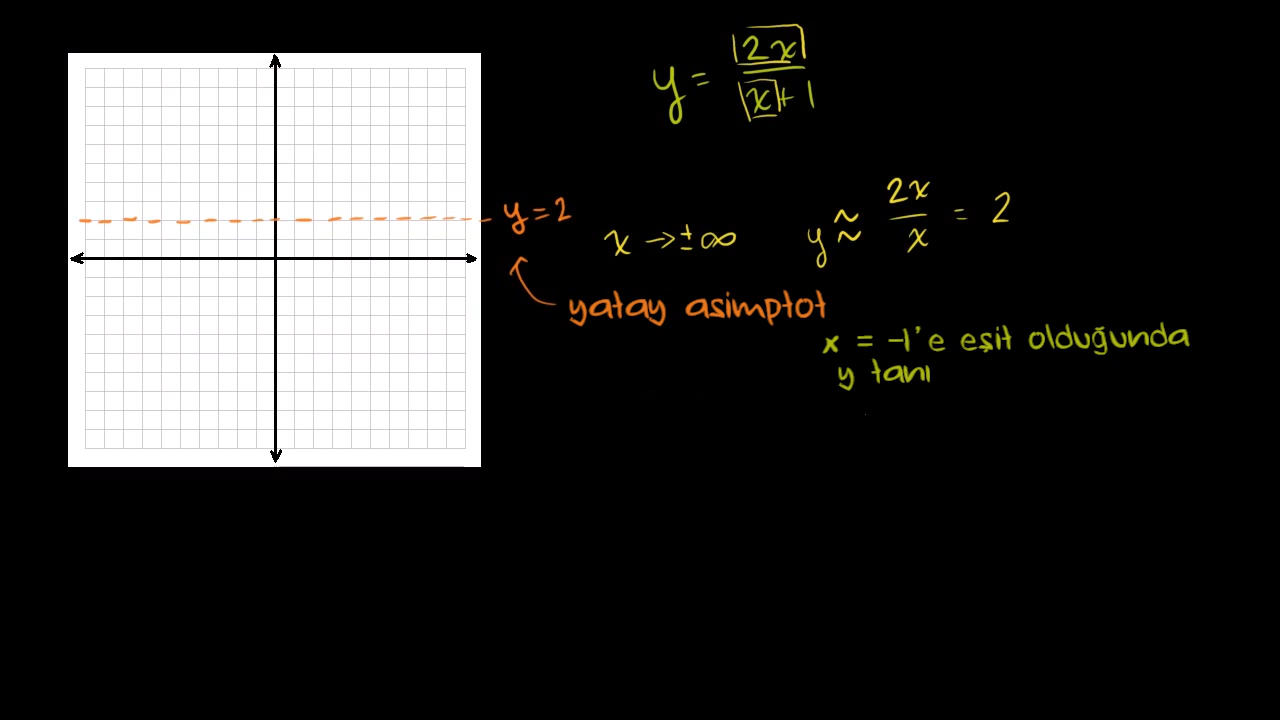 y = 2x / x + 1
y = 2
x → ±∞
y ≈ 2x / x = 2
yatay asimptot
x = -1'e eşit olduğunda
y tanı